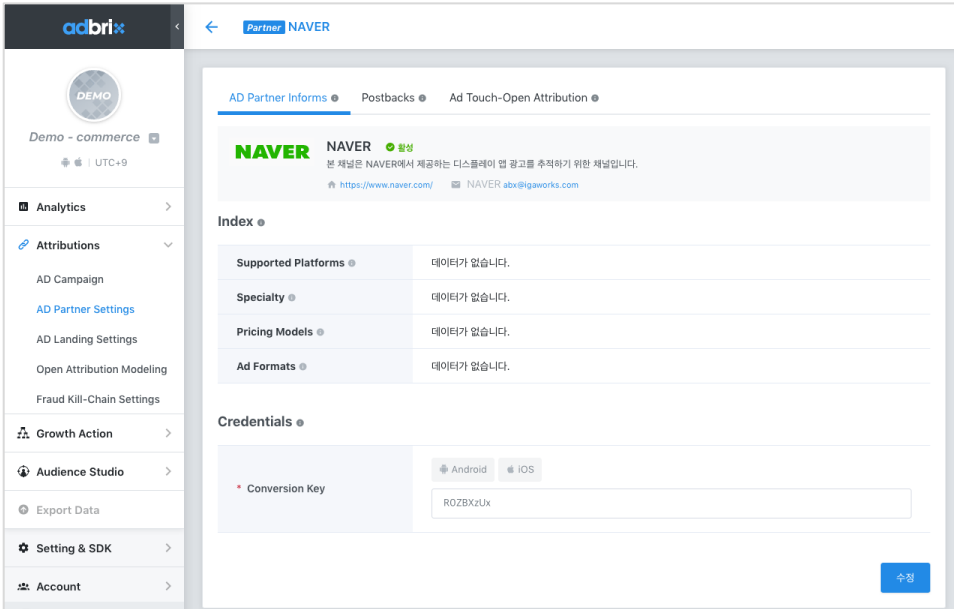 adbrix
Partner NAVER
DEMO
Demo - commerce
UTC+9
Analytics
Attributions
AD Campaign
AD Partner Settings
AD Landing Settings
Open Attribution Modeling
Fraud Kill-Chain Settings
Growth Action
Audience Studio
Export Data
Setting & SDK
Account
AD Partner Informs Postbacks Ad Touch-Open Attribution
NAVER
NAVER 활성
본 채널은 NAVER에서 제공하는 디스플레이 앱 광고를 추적하기 위한 채널입니다.
https://www.naver.com/ NAVER abx@igaworks.com
Index
Supported Platforms 데이터가 없습니다.
Specialty 데이터가 없습니다.
Pricing Models 데이터가 없습니다.
Ad Formats 데이터가 없습니다.
Credentials
Android iOS
* Conversion Key
R0ZBXzUx
수정